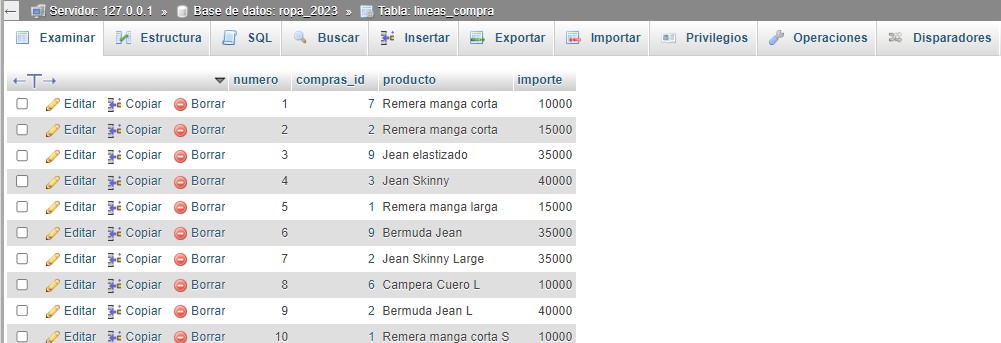 Servidor: 127.0.0.1 » Base de datos: ropa_2023 » Tabla: lineas_compra
Examinar Estructura SQL Buscar Insertar Exportar Importar Privilegios Operaciones Disparadores
numero compras_id producto importe
Editar Copiar Borrar 1 7 Remera manga corta 10000
Editar Copiar Borrar 2 2 Remera manga corta 15000
Editar Copiar Borrar 3 9 Jean elastizado 35000
Editar Copiar Borrar 4 3 Jean Skinny 40000
Editar Copiar Borrar 5 1 Remera manga larga 15000
Editar Copiar Borrar 6 9 Bermuda Jean 35000
Editar Copiar Borrar 7 2 Jean Skinny Large 35000
Editar Copiar Borrar 8 6 Campera Cuero L 10000
Editar Copiar Borrar 9 2 Bermuda Jean L 40000
Editar Copiar Borrar 10 1 Remera manga corta S 10000